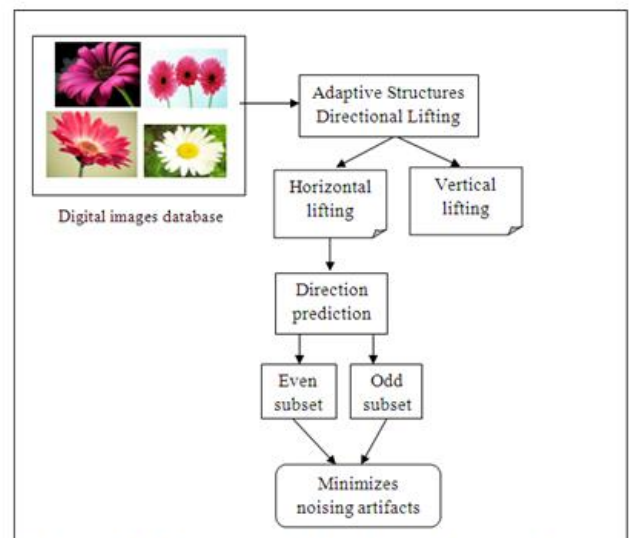 Adaptive Structures
Directional Lifting
Digital images database
Horizontal
lifting
Vertical
lifting
Direction
prediction
Even
subset
Odd
subset
Minimizes
noising artifacts